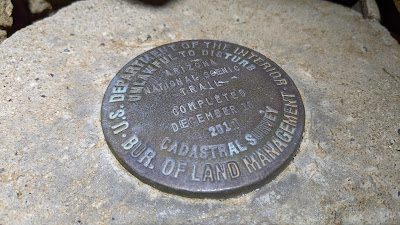 U.S. DEPARTMENT OF THE INTERIOR
UNLAWFUL TO DISTURB
ARIZONA
NATIONAL SCENIC
TRAIL
COMPLETED
DECEMBER
2011
CADASTRAL SURVEY
BUR. OF LAND MANAGEMENT